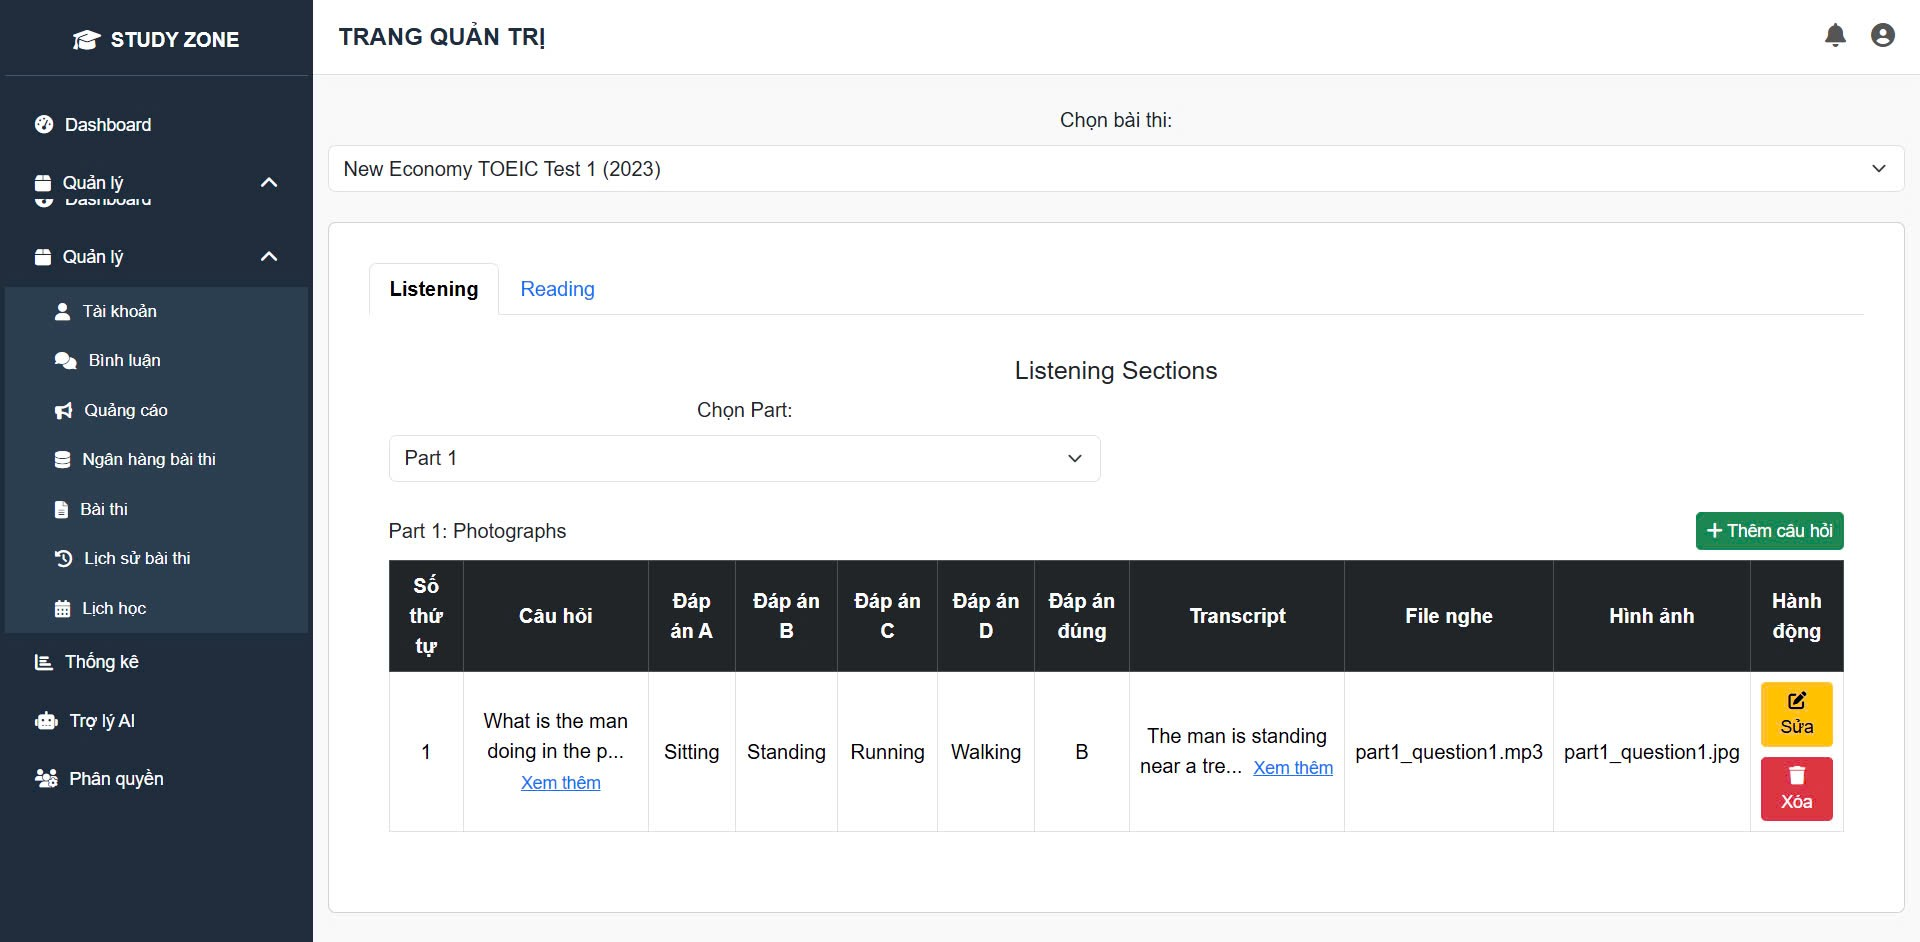 STUDY ZONE
TRANG QUẢN TRỊ
Dashboard
Quản lý
Dashboard
Quản lý
Tài khoản
Bình luận
Quảng cáo
Ngân hàng bài thi
Bài thi
Lịch sử bài thi
Lịch học
Thống kê
Trợ lý AI
Phân quyền
Chọn bài thi:
New Economy TOEIC Test 1 (2023)
Listening Reading
Listening Sections
Chọn Part:
Part 1
Part 1: Photographs
Thêm câu hỏi
Số thứ tự
Câu hỏi
Đáp án A
Đáp án B
Đáp án C
Đáp án D
Đáp án đúng
Transcript
File nghe
Hình ảnh
Hành động
1
What is the man
doing in the p...
Xem thêm
Sitting
Standing
Running
Walking
B
The man is standing
near a tre... Xem thêm
part1_question1.mp3
part1_question1.jpg
Sửa
Xóa